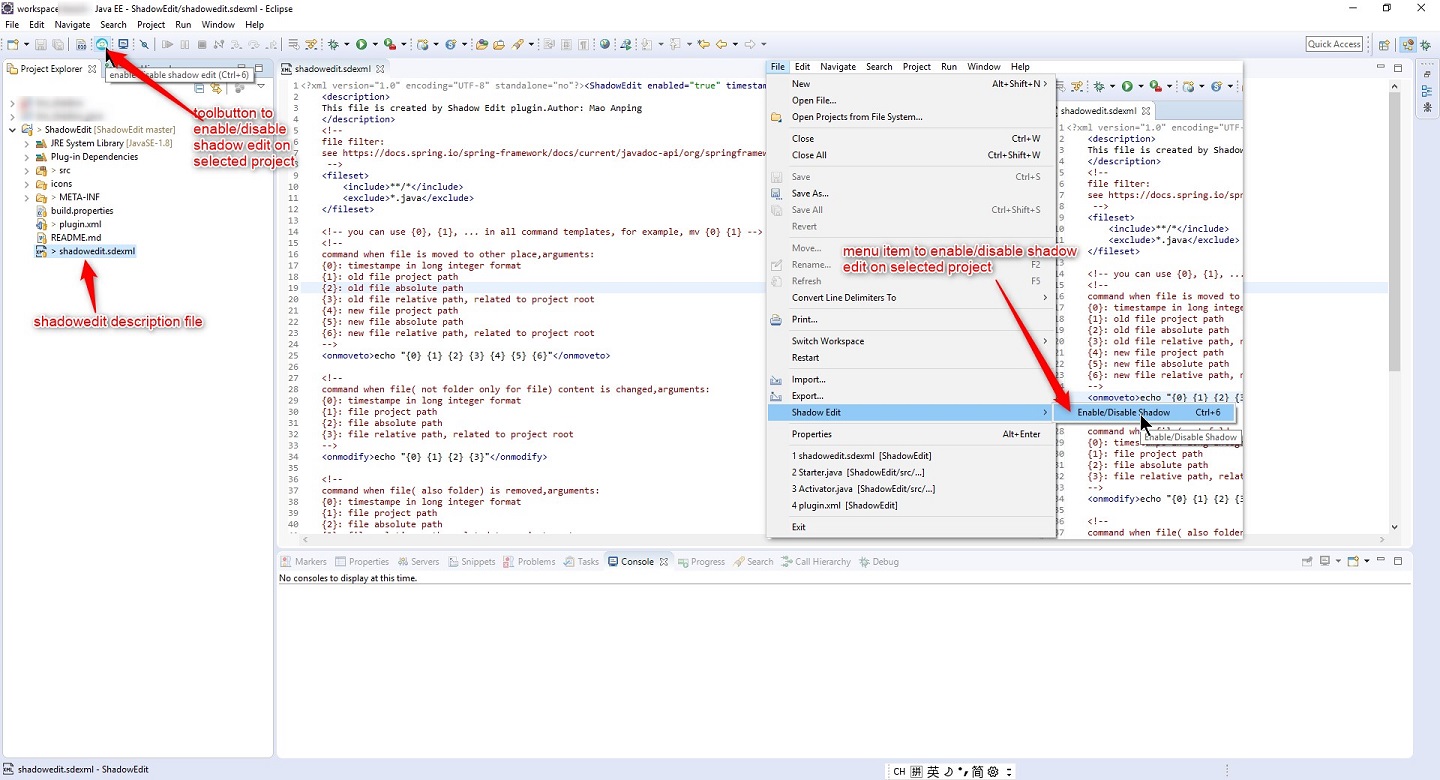 workspace
Java EE - ShadowEdit/shadowedit.sdexml - Eclipse
File Edit Navigate Search Project Run Window Help
Quick Access
enable/disable shadow edit (Ctrl+6)
Project Explorer
toolbutton to
enable/disable
shadow edit on
selected project
> ShadowEdit [ShadowEdit master]
JRE System Library [JavaSE-1.8]
Plug-in Dependencies
> src
icons
> META-INF
build.properties
> plugin.xml
README.md
> shadowedit.sdexml
shadowedit description file
shadowedit.sdexml
1 <?xml version="1.0" encoding="UTF-8" standalone="no"?><ShadowEdit enabled="true" timestam
2 <description>
3 This file is created by Shadow Edit plugin.Author: Mao Anping
4 </description>
5 <!--
6 file filter:
7 see https://docs.spring.io/spring-framework/docs/current/javadoc-api/org/springframew
8 -->
9 <fileset>
10 <include>**/*</include>
11 <exclude>*.java</exclude>
12 </fileset>
13
14 <!-- you can use {0}, {1}, ... in all command templates, for example, mv {0} {1} -->
15 <!--
16 command when file is moved to other place,arguments:
17 {0}: timestampe in long integer format
18 {1}: old file project path
19 {2}: old file absolute path
20 {3}: old file relative path, related to project root
21 {4}: new file project path
22 {5}: new file absolute path
23 {6}: new file relative path, related to project root
24 -->
25 <onmoveto>echo "{0} {1} {2} {3} {4} {5} {6}"</onmoveto>
26
27 <!--
28 command when file( not folder only for file) content is changed,arguments:
29 {0}: timestampe in long integer format
30 {1}: file project path
31 {2}: file absolute path
32 {3}: file relative path, related to project root
33 -->
34 <onmodify>echo "{0} {1} {2} {3}"</onmodify>
35
36 <!--
37 command when file( also folder) is removed,arguments:
38 {0}: timestampe in long integer format
39 {1}: file project path
40 {2}: file absolute path
File Edit Navigate Search Project Run Window Help
New Alt+Shift+N
Open File...
Open Projects from File System...
Close Ctrl+W
Close All Ctrl+Shift+W
Save Ctrl+S
Save As...
Save All Ctrl+Shift+S
Revert
Move...
Rename... F2
Refresh F5
Convert Line Delimiters To
Print...
Switch Workspace
Restart
Import...
Export...
Shadow Edit
Properties Alt+Enter
1 shadowedit.sdexml [ShadowEdit]
2 Starter.java [ShadowEdit/src/...]
3 Activator.java [ShadowEdit/src/...]
4 plugin.xml [ShadowEdit]
Exit
menu item to enable/disable shadow
edit on selected project
Enable/Disable Shadow Ctrl+6
Enable/Disable Shadow
shadowedit.sdexml
1 <?xml version="1.0" encoding="UTF-
<description>
This file is created by Shadow
</description>
<!--
file filter:
see https://docs.spring.io/spr
-->
<fileset>
<include>**/*</include>
<exclude>*.java</exclude>
</fileset>
<!-- you can use {0}, {1}, ...
<!--
command when file is moved to
{0}: timestampe in long intege
{1}: old file project path
{2}: old file absolute path
{3}: old file relative path, r
{4}: new file project path
{5}: new file absolute path
{6}: new file relative path, r
-->
<onmoveto>echo "{0} {1} {2} {3
{1}: file project path
{2}: file absolute path
{3}: file relative path, relat
-->
<onmodify>echo "{0} {1} {2} {3
<!--
command when file( also folder
Markers Properties Servers Snippets Problems Tasks Console Progress Search Call Hierarchy Debug
No consoles to display at this time.
shadowedit.sdexml - ShadowEdit
CH 拼 英 简